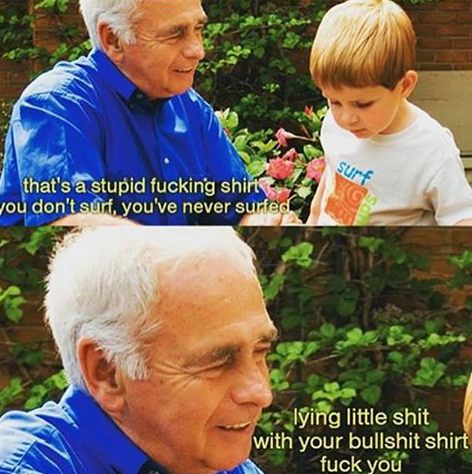 surf
that's a stupid fucking shirt
you don't surf, you've never surfed
lying little shit
with your bullshit shirt
fuck you